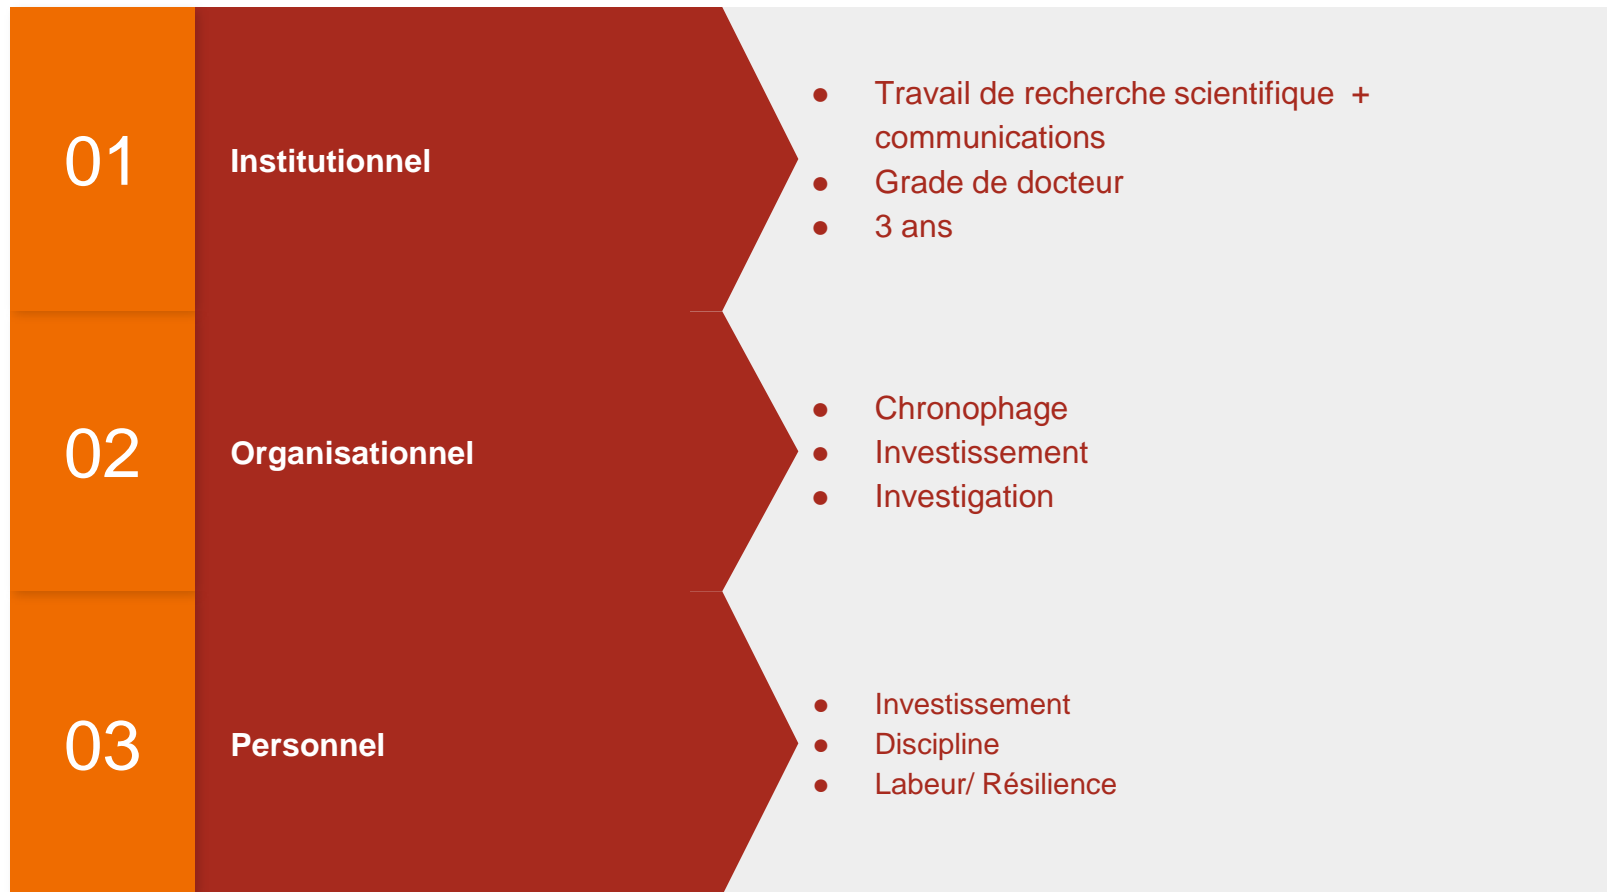 01
Institutionnel
● Travail de recherche scientifique +
communications
● Grade de docteur
● 3 ans
02
Organisationnel
● Chronophage
● Investissement
● Investigation
03
Personnel
● Investissement
● Discipline
● Labeur/ Résilience